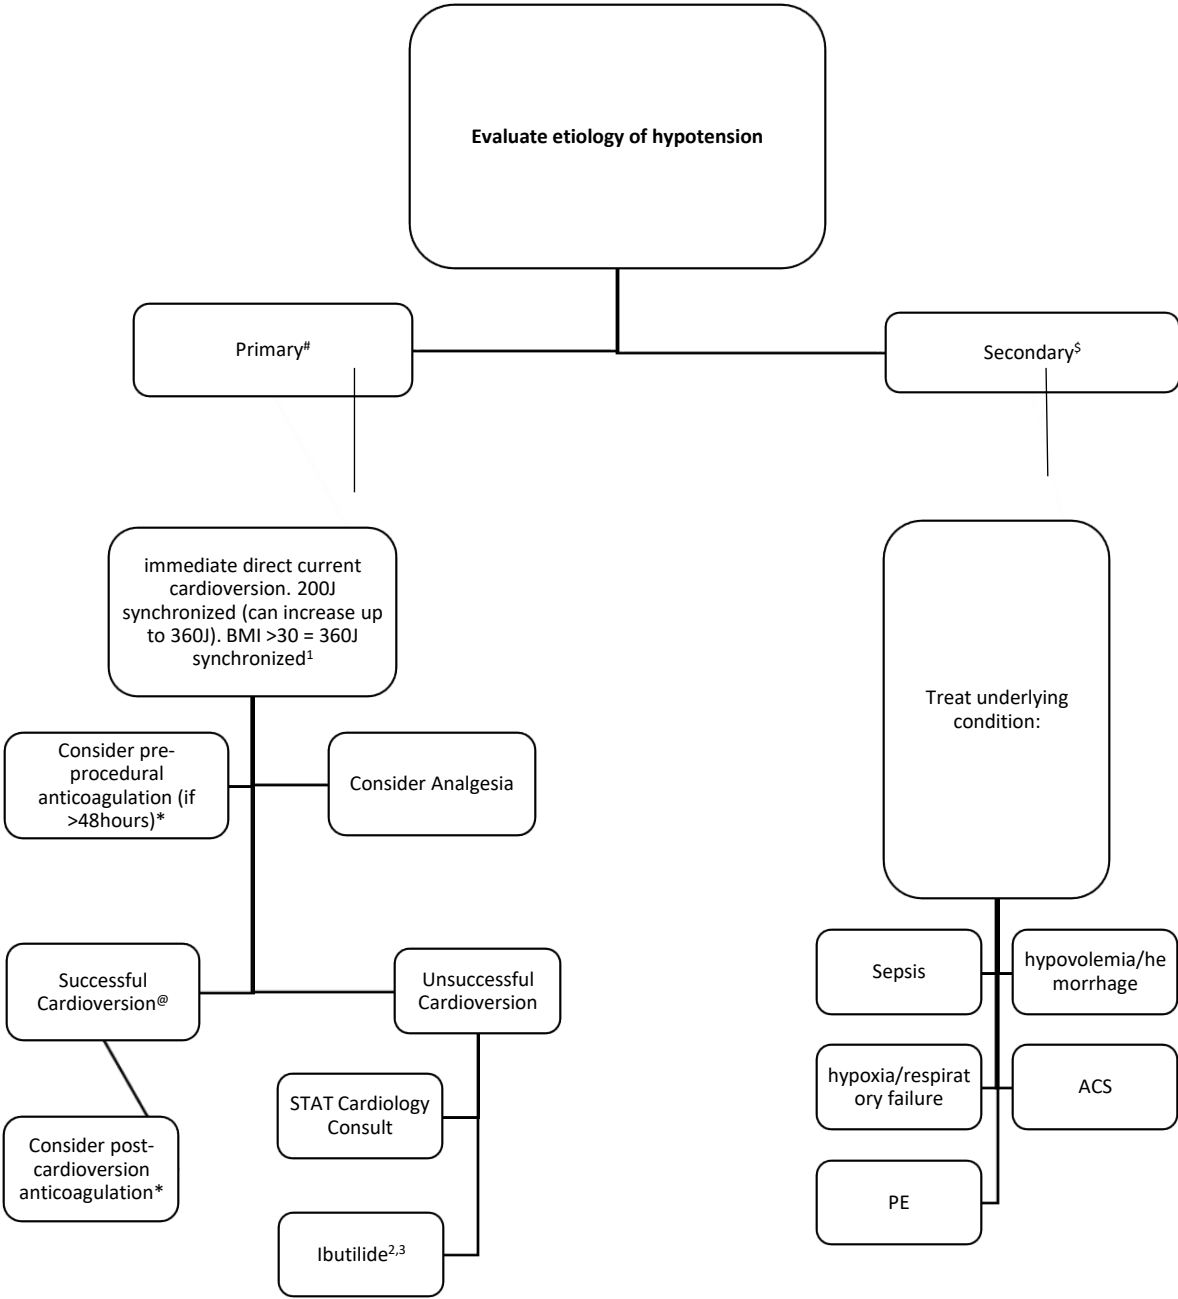 Evaluate etiology of hypotension
Primary#
Secondary$
immediate direct current
cardioversion. 200J
synchronized (can increase up
to 360J). BMI >30 = 360J
synchronized1
Treat underlying
condition:
Consider pre-
procedural
anticoagulation (if
>48hours)*
Consider Analgesia
Successful
Cardioversion@
Unsuccessful
Cardioversion
Sepsis
hypovolemia/he
morrhage
STAT Cardiology
Consult
hypoxia/respirat
ory failure
ACS
Consider post-
cardioversion
anticoagulation*
Ibutilide2,3
PE